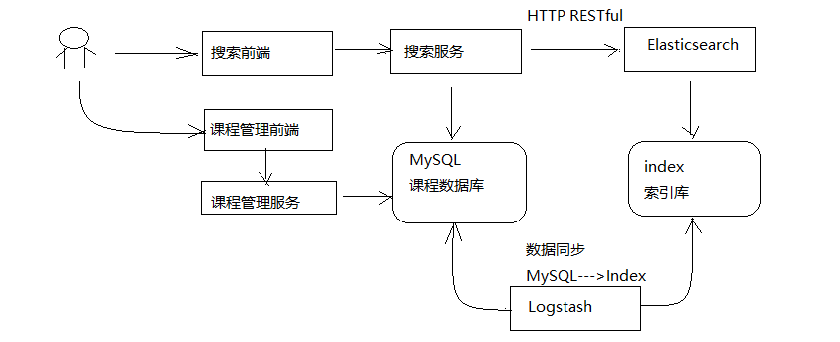 HTTP RESTful
搜索前端
搜索服务
Elasticsearch
课程管理前端
MySQL
课程数据库
index
索引库
课程管理服务
数据同步
MySQL--->Index
Logstash